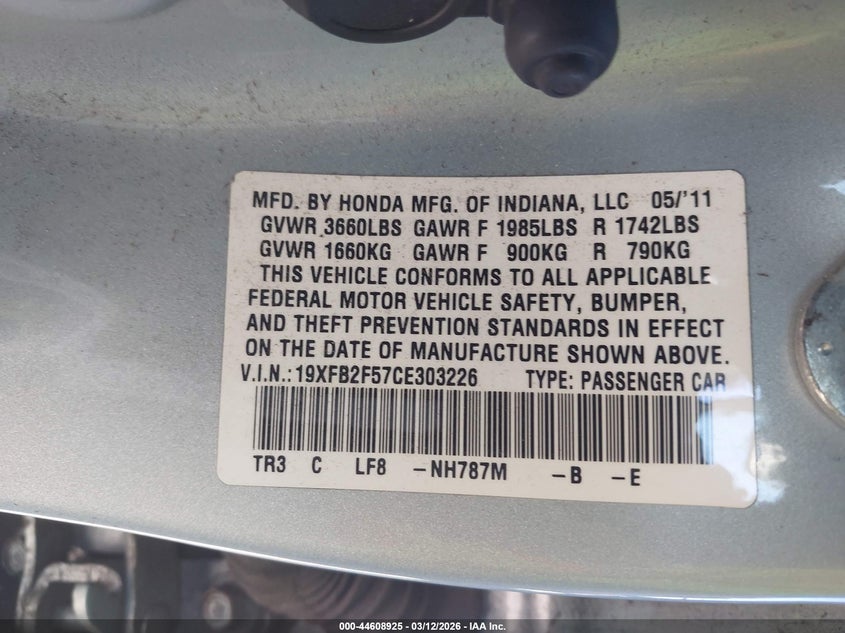 MFD. BY HONDA MFG. OF INDIANA, LLC 05/'11
GVWR 3660LBS GAWR F 1985LBS R 1742LBS
GVWR 1660KG GAWR F 900KG R 790KG
THIS VEHICLE CONFORMS TO ALL APPLICABLE
FEDERAL MOTOR VEHICLE SAFETY, BUMPER,
AND THEFT PREVENTION STANDARDS IN EFFECT
ON THE DATE OF MANUFACTURE SHOWN ABOVE.
V.I.N.:19XFB2F57CE303226 TYPE: PASSENGER CAR
TR3 C LF8 -NH787M -B -E
000-44608925 - 03/12/2026 - IAA Inc.